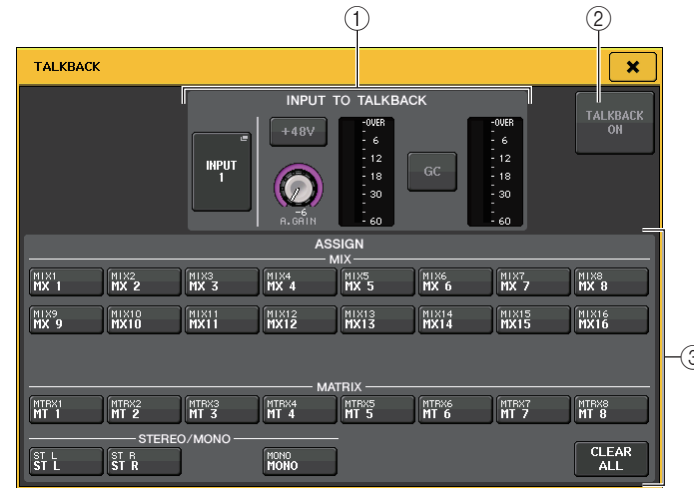 ① ②
TALKBACK ×
INPUT TO TALKBACK
TALKBACK ON
INPUT 1
+48V
-6
A.GAIN
-OVER
- 6
- 12
- 18
- 30
- 60
GC
-OVER
- 6
- 12
- 18
- 30
- 60
③
ASSIGN
MIX
MIX1 MIX2 MIX3 MIX4 MIX5 MIX6 MIX7 MIX8
MX 1 MX 2 MX 3 MX 4 MX 5 MX 6 MX 7 MX 8
MIX9 MIX10 MIX11 MIX12 MIX13 MIX14 MIX15 MIX16
MX 9 MX10 MX11 MX12 MX13 MX14 MX15 MX16
MATRIX
MTRX1 MTRX2 MTRX3 MTRX4 MTRX5 MTRX6 MTRX7 MTRX8
MT 1 MT 2 MT 3 MT 4 MT 5 MT 6 MT 7 MT 8
STEREO/MONO
ST L ST R MONO
ST L ST R MONO
CLEAR ALL